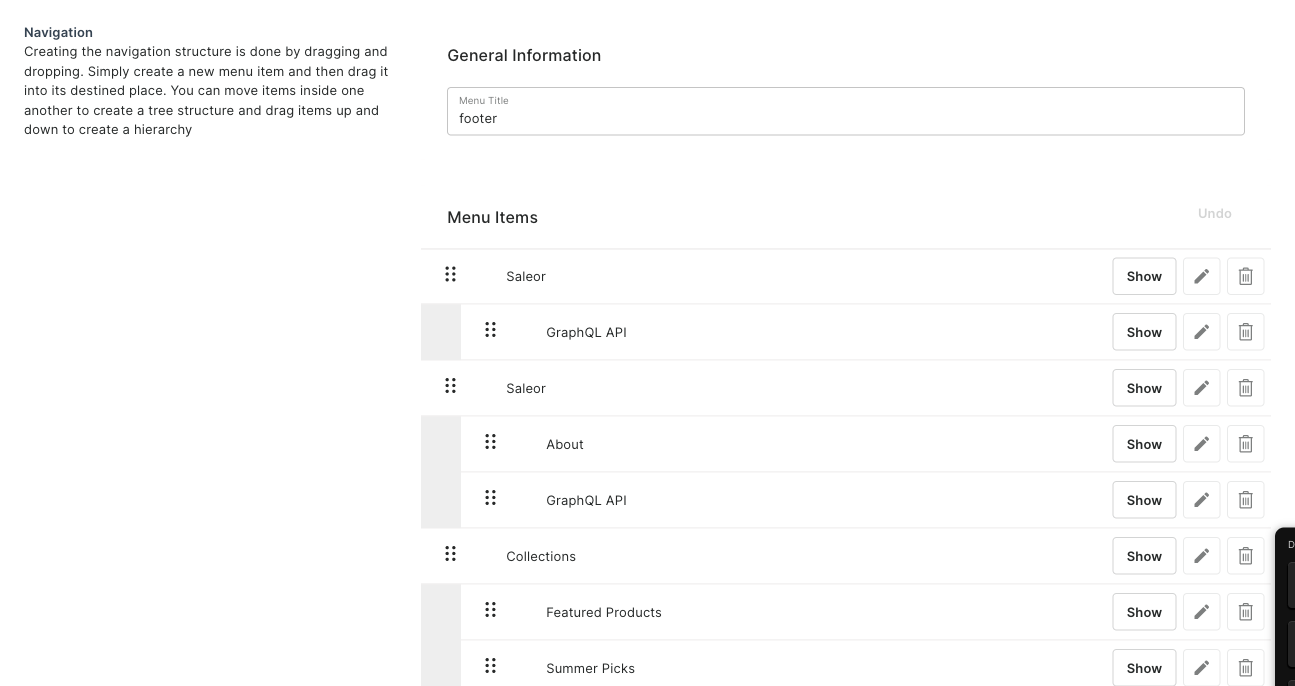 Navigation
Creating the navigation structure is done by dragging and
dropping. Simply create a new menu item and then drag it
into its destined place. You can move items inside one
another to create a tree structure and drag items up and
down to create a hierarchy
General Information
Menu Title
footer
Menu Items
Undo
Saleor
Show
GraphQL API
Show
Saleor
Show
About
Show
GraphQL API
Show
Collections
Show
Featured Products
Show
Summer Picks
Show